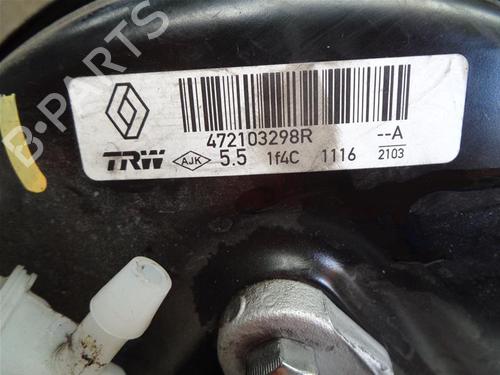 472103298R
--A
TRW
AJK
5.5
1f4C
1116
2103
B-PARTS